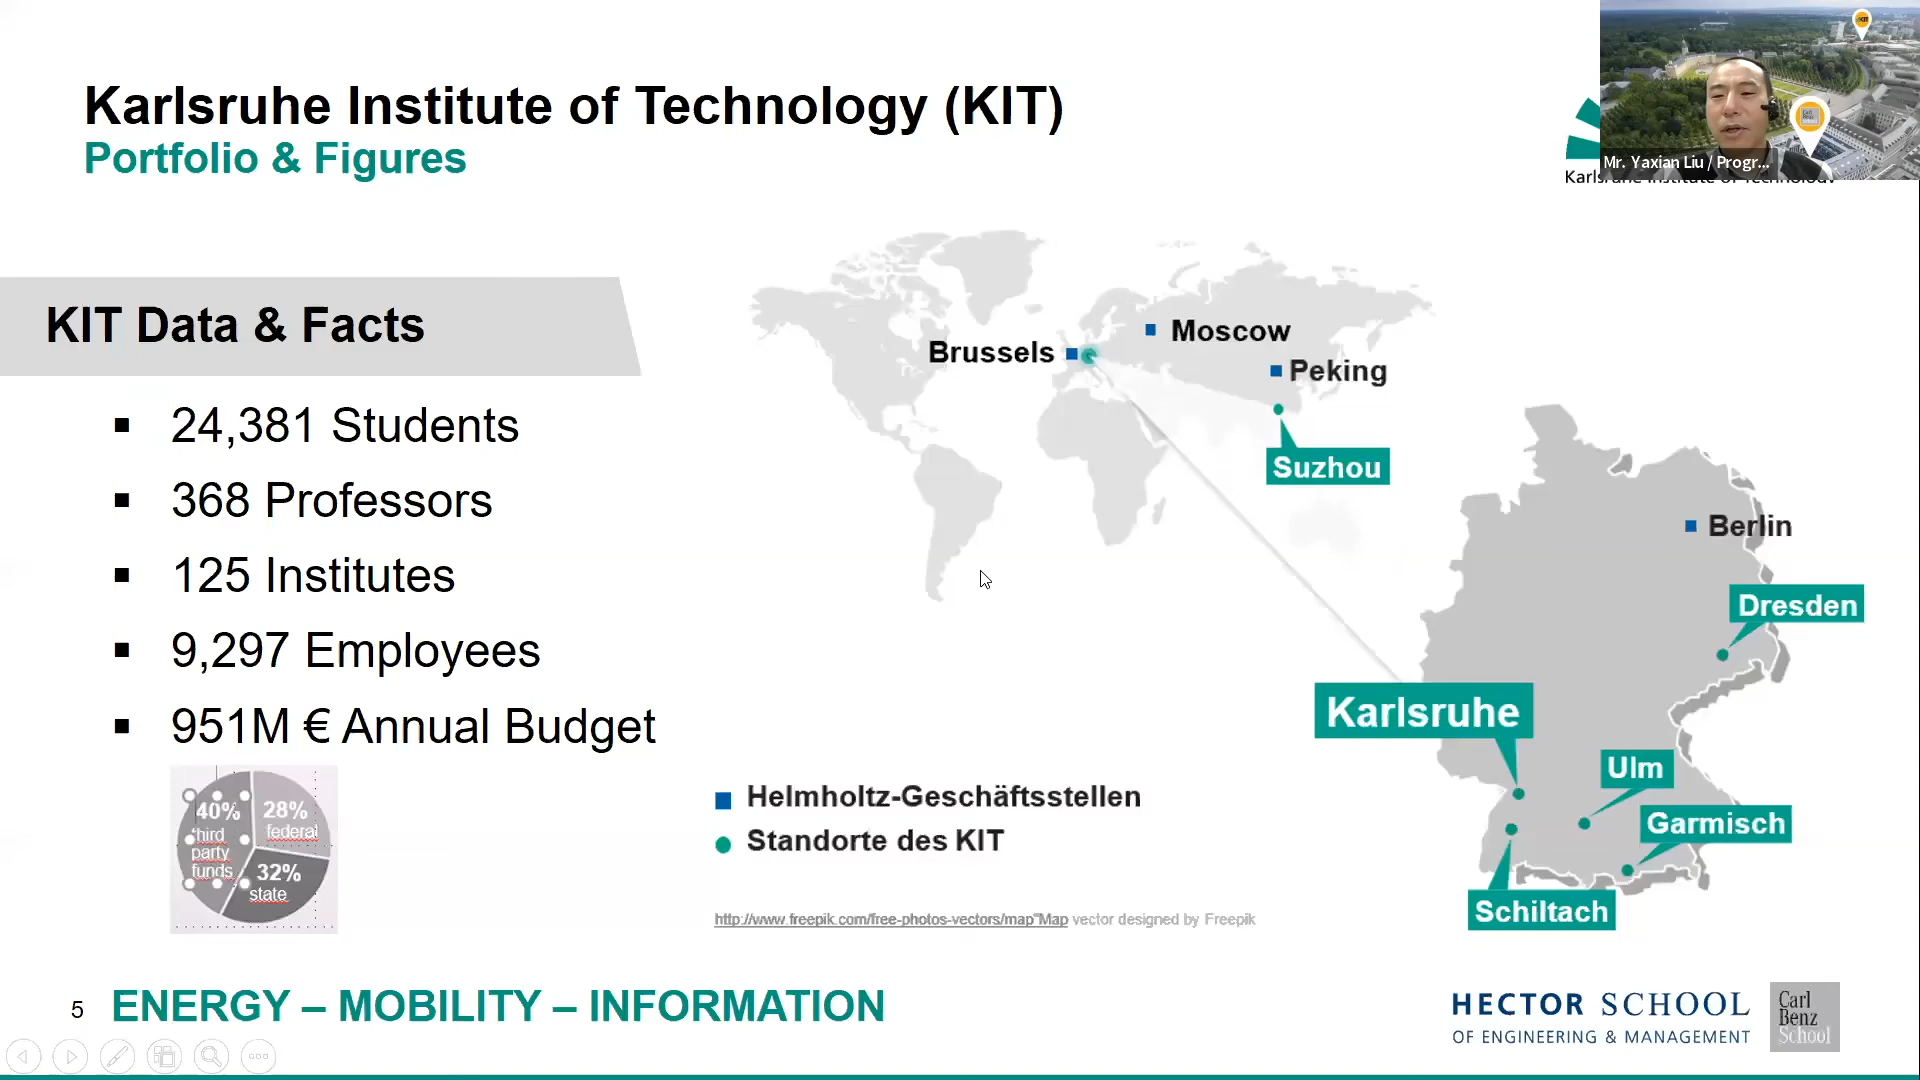 Karlsruhe Institute of Technology (KIT)
Portfolio & Figures
Mr. Yaxian Liu / Progr...
Karlsruhe Institute of Technology
KIT Data & Facts
24,381 Students
368 Professors
125 Institutes
9,297 Employees
951M € Annual Budget
40%
third
party
funds
28%
federal
32%
state
Brussels
Moscow
Peking
Suzhou
Berlin
Dresden
Karlsruhe
Ulm
Garmisch
Schiltach
Helmholtz-Geschäftsstellen
Standorte des KIT
http://www.freepik.com/free-photos-vectors/map"Map vector designed by Freepik
5
ENERGY – MOBILITY – INFORMATION
HECTOR SCHOOL
OF ENGINEERING & MANAGEMENT
Carl
Benz
School